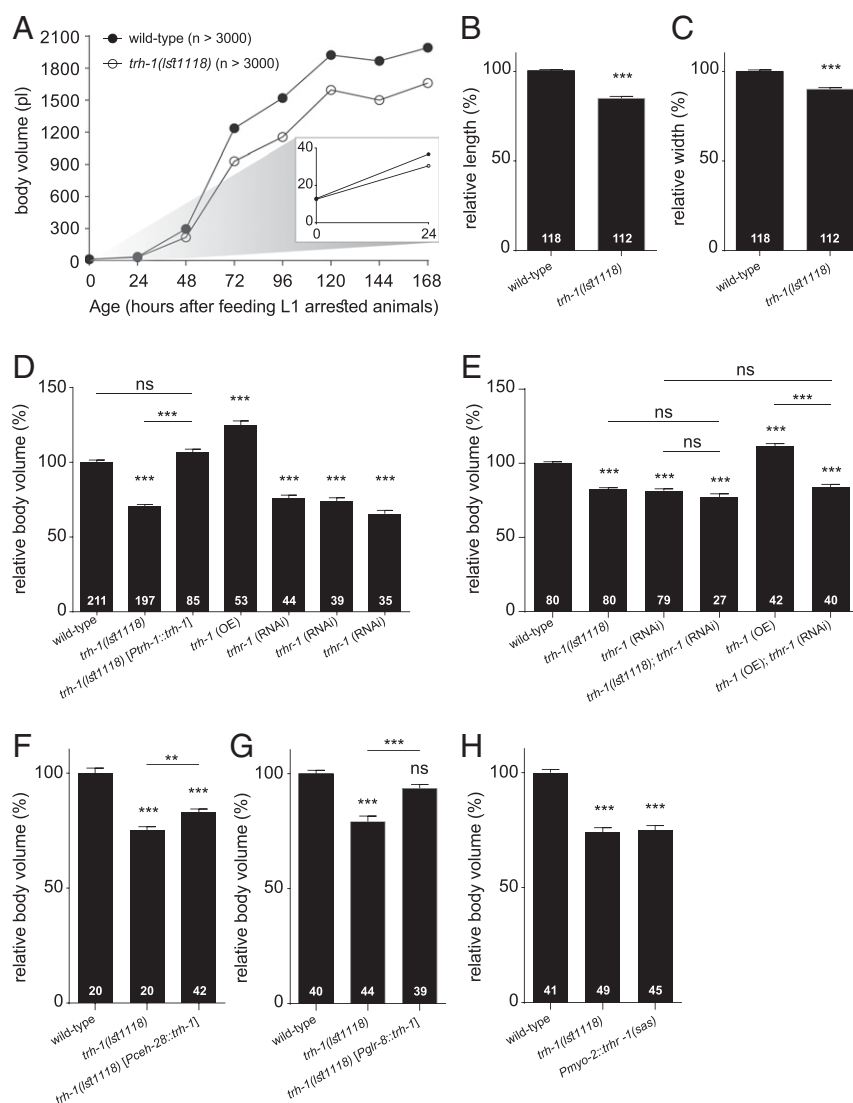 A
2100
1800
1500
1200
900
600
300
0
body volume (pl)
wild-type (n > 3000)
trh-1(lst1118) (n > 3000)
40
20
0
0 24
0 24 48 72 96 120 144 168
Age (hours after feeding L1 arrested animals)
B
100
50
0
relative length (%)
***
118 112
wild-type
trh-1(lst1118)
C
100
50
0
relative width (%)
***
118 112
wild-type
trh-1(lst1118)
D
150
100
50
0
relative body volume (%)
ns
***
***
*** *** *** ***
211 197 85 53 44 39 35
wild-type
trh-1(lst1118)
trh-1(lst1118) [Ptrh-1::trh-1]
trh-1 (OE)
trhr-1 (RNAi)
trhr-1 (RNAi)
trhr-1 (RNAi)
E
150
100
50
0
relative body volume (%)
ns
***
ns
***
ns
*** *** *** ***
80 80 79 27 42 40
wild-type
trh-1(lst1118)
trhr-1 (RNAi)
trh-1(lst1118); trhr-1 (RNAi)
trh-1 (OE)
trh-1 (OE); trhr-1 (RNAi)
F
100
50
0
relative body volume (%)
**
***
***
20 20 42
wild-type
trh-1(lst1118)
trh-1(lst1118) [Pceh-28::trh-1]
G
100
50
0
relative body volume (%)
***
ns
***
40 44 39
wild-type
trh-1(lst1118)
trh-1(lst1118) [Pglr-8::trh-1]
H
100
50
0
relative body volume (%)
*** ***
41 49 45
wild-type
trh-1(lst1118)
Pmyo-2::trhr -1(sas)